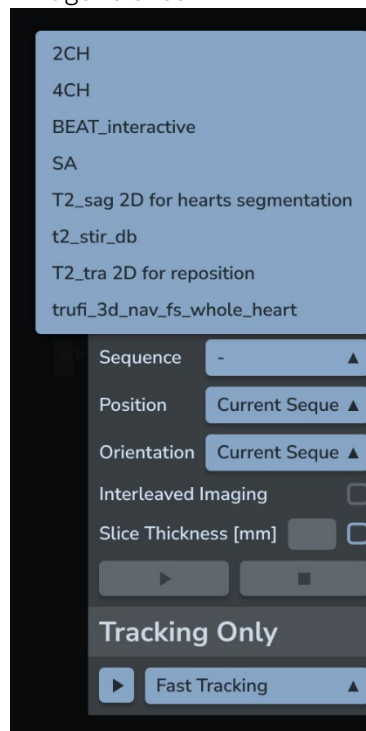 2CH
4CH
BEAT_interactive
SA
T2_sag 2D for hearts segmentation
t2_stir_db
T2_tra 2D for reposition
trufi_3d_nav_fs_whole_heart
Sequence -
Position Current Seque
Orientation Current Seque
Interleaved Imaging
Slice Thickness [mm]
Tracking Only
Fast Tracking